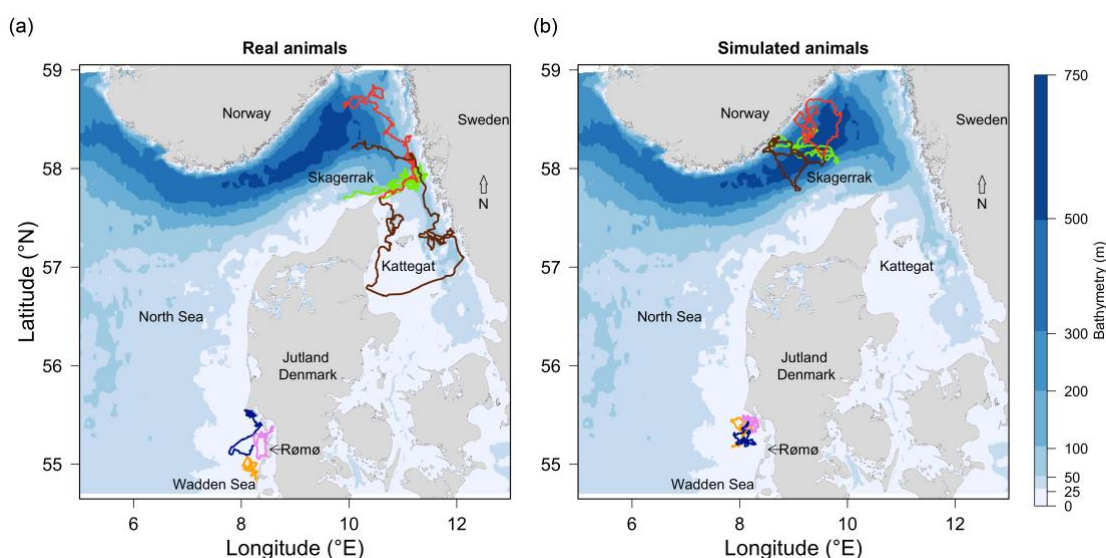 (a)
(b)
Real animals
Simulated animals
59
58
57
56
55
Latitude (°N)
6
8
10
12
Longitude (°E)
Norway
Sweden
Skagerrak
N
Kattegat
North Sea
Jutland
Denmark
Rømø
Wadden Sea
59
58
57
56
55
6
8
10
12
Longitude (°E)
Norway
Sweden
Skagerrak
N
Kattegat
North Sea
Jutland
Denmark
Rømø
Wadden Sea
750
500
300
200
100
50
25
0
Bathymetry (m)